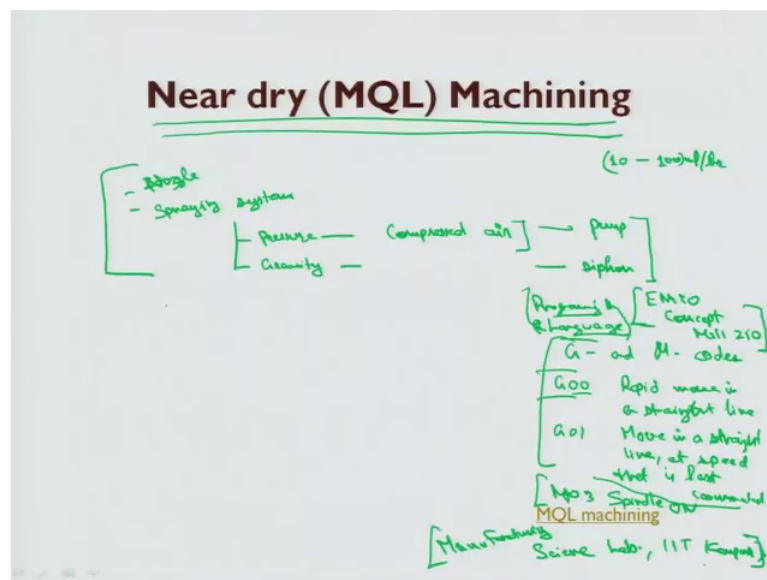 Near dry (MQL) Machining
(10 – 100)ml/hr
- Nozzle
- Spraying system
Pressure — Compressed air] — pump
Gravity — — siphon
EMCO
Concept
Mill 250
Language
G- and M- codes
G00 Rapid move in
a straight line
G01 Move in a straight
line, at speed
that is last
commanded
M03 Spindle ON
MQL machining
[Manufacturing
Science Lab., IIT Kanpur]